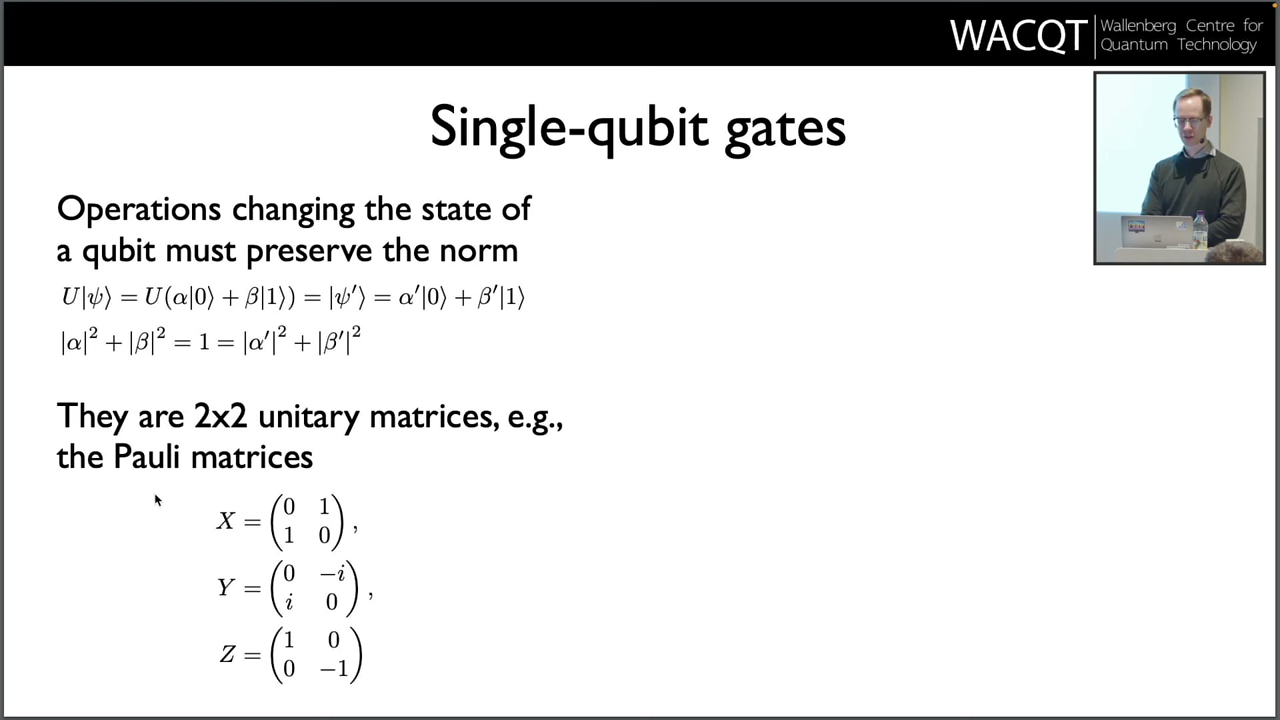 WACQT
Wallenberg Centre for
Quantum Technology
Single-qubit gates
Operations changing the state of
a qubit must preserve the norm
U|ψ⟩ = U(α|0⟩ + β|1⟩) = |ψ′⟩ = α′|0⟩ + β′|1⟩
|α|² + |β|² = 1 = |α′|² + |β′|²
They are 2x2 unitary matrices, e.g.,
the Pauli matrices
X = (0 1
1 0),
Y = (0 −i
i 0),
Z = (1 0
0 −1)